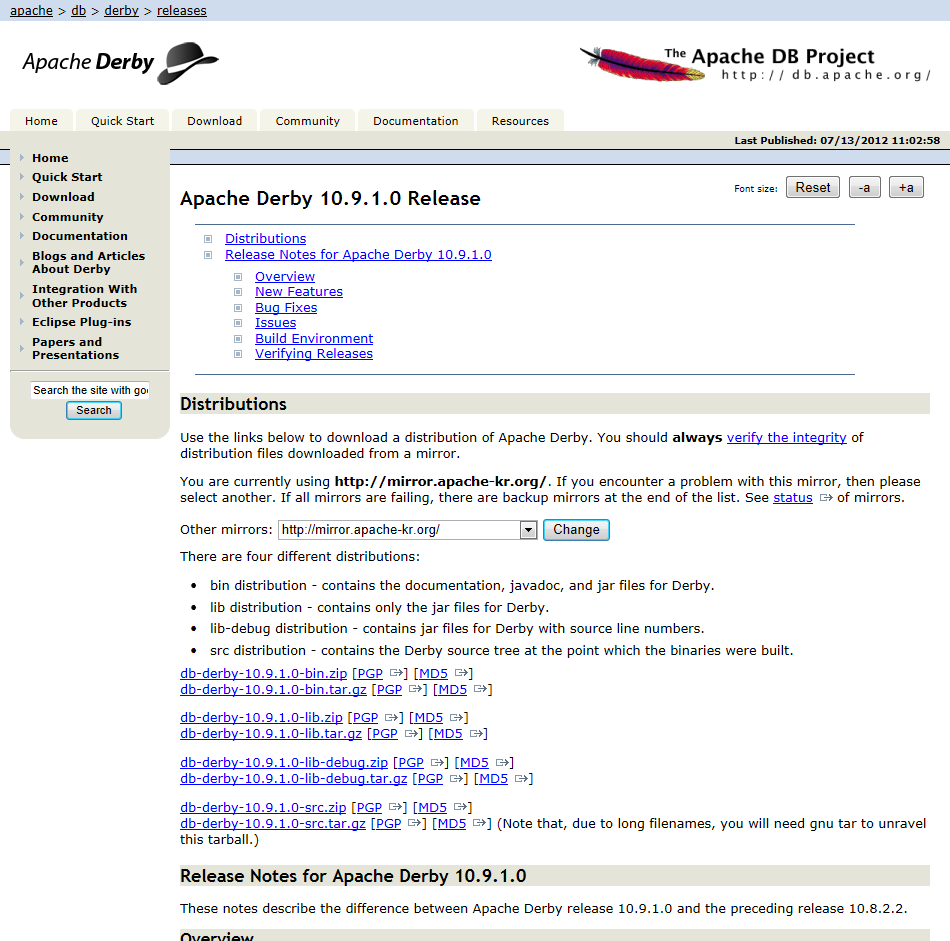 apache > db > derby > releases
Apache Derby
The Apache DB Project
http://db.apache.org/
Home
Quick Start
Download
Community
Documentation
Resources
Last Published: 07/13/2012 11:02:58
Home
Quick Start
Download
Community
Documentation
Blogs and Articles
About Derby
Integration With
Other Products
Eclipse Plug-ins
Papers and
Presentations
Search the site with goo
Search
Font size: Reset -a +a
Apache Derby 10.9.1.0 Release
Distributions
Release Notes for Apache Derby 10.9.1.0
Overview
New Features
Bug Fixes
Issues
Build Environment
Verifying Releases
Distributions
Use the links below to download a distribution of Apache Derby. You should always verify the integrity of
distribution files downloaded from a mirror.
You are currently using http://mirror.apache-kr.org/. If you encounter a problem with this mirror, then please
select another. If all mirrors are failing, there are backup mirrors at the end of the list. See status of mirrors.
Other mirrors: http://mirror.apache-kr.org/ Change
There are four different distributions:
• bin distribution - contains the documentation, javadoc, and jar files for Derby.
• lib distribution - contains only the jar files for Derby.
• lib-debug distribution - contains jar files for Derby with source line numbers.
• src distribution - contains the Derby source tree at the point which the binaries were built.
db-derby-10.9.1.0-bin.zip [PGP] [MD5]
db-derby-10.9.1.0-bin.tar.gz [PGP] [MD5]
db-derby-10.9.1.0-lib.zip [PGP] [MD5]
db-derby-10.9.1.0-lib.tar.gz [PGP] [MD5]
db-derby-10.9.1.0-lib-debug.zip [PGP] [MD5]
db-derby-10.9.1.0-lib-debug.tar.gz [PGP] [MD5]
db-derby-10.9.1.0-src.zip [PGP] [MD5]
db-derby-10.9.1.0-src.tar.gz [PGP] [MD5] (Note that, due to long filenames, you will need gnu tar to unravel
this tarball.)
Release Notes for Apache Derby 10.9.1.0
These notes describe the difference between Apache Derby release 10.9.1.0 and the preceding release 10.8.2.2.
Overview